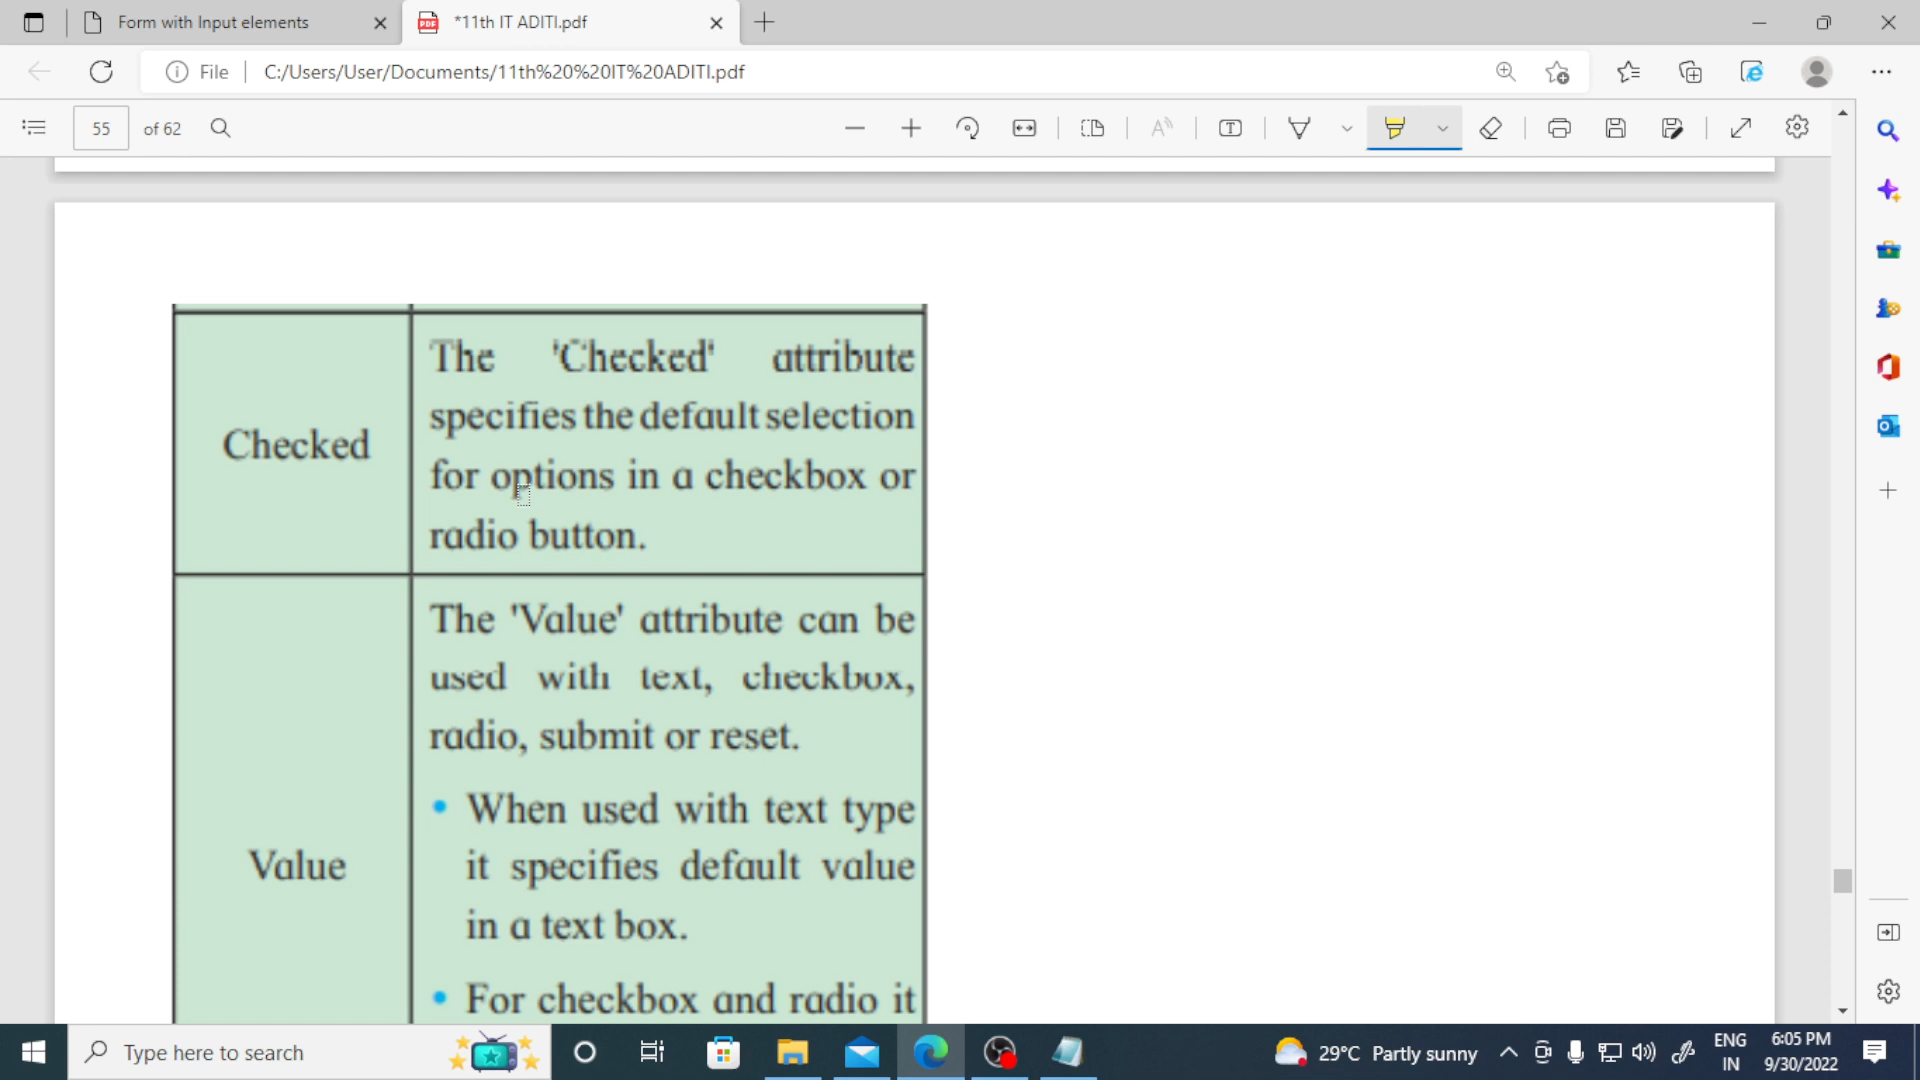 Form with Input elements
*11th IT ADITI.pdf
File
C:/Users/User/Documents/11th%20%20IT%20ADITI.pdf
55 of 62
Checked
The 'Checked' attribute
specifies the default selection
for options in a checkbox or
radio button.
Value
The 'Value' attribute can be
used with text, checkbox,
radio, submit or reset.
• When used with text type
it specifies default value
in a text box.
• For checkbox and radio it
Type here to search
29°C Partly sunny
ENG
IN
6:05 PM
9/30/2022